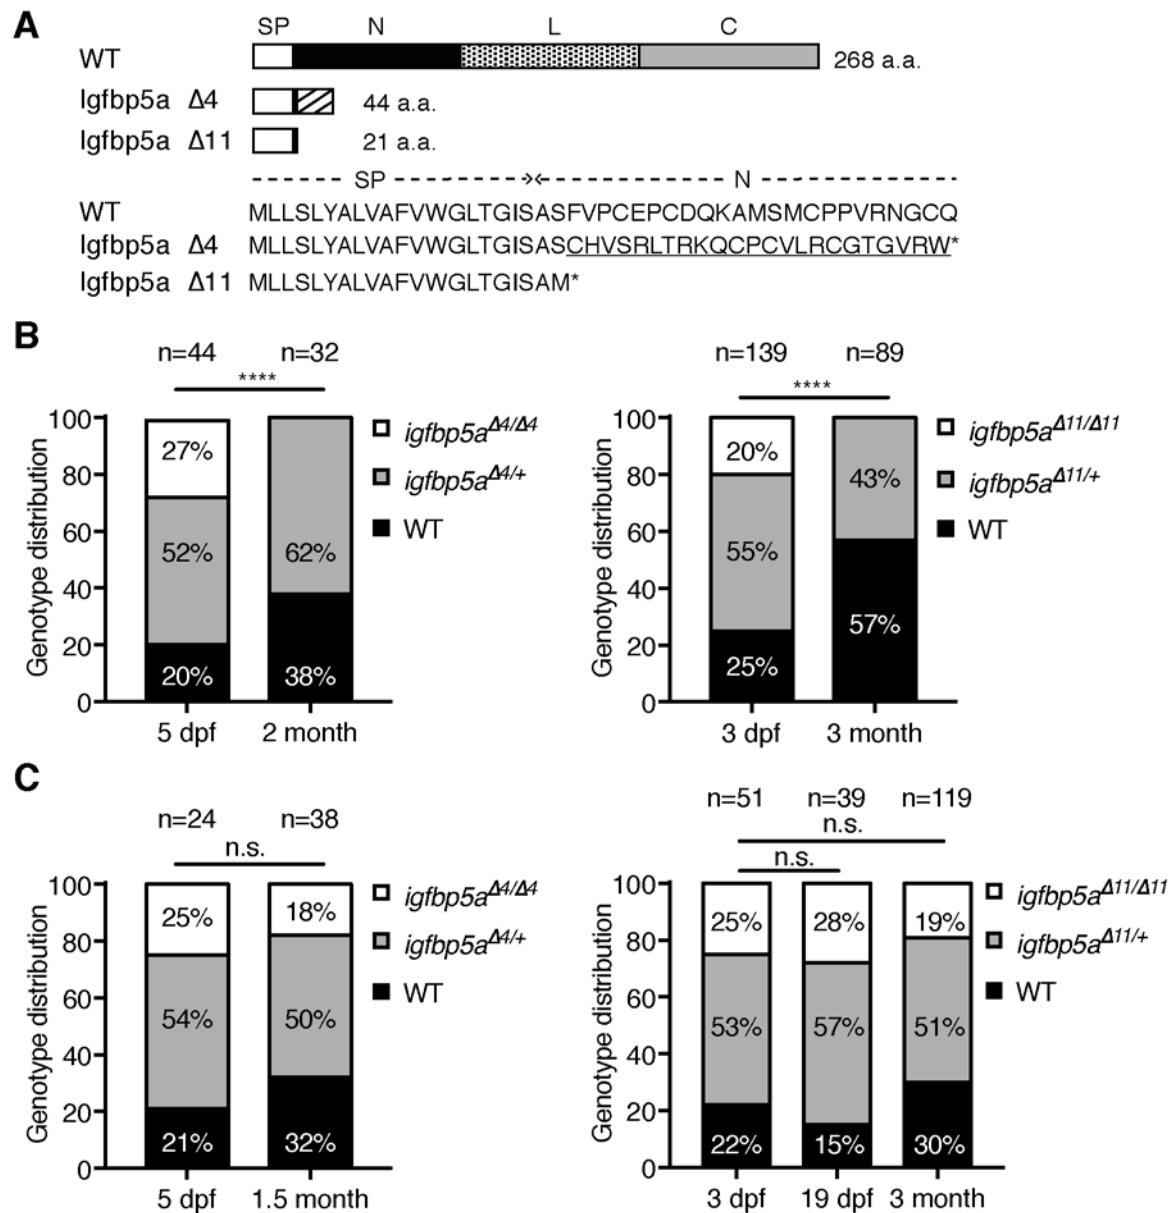 A
SP N L C
WT 268 a.a.
Igfbp5a Δ4 44 a.a.
Igfbp5a Δ11 21 a.a.
SP N
WT MLLSLYALVAFVWGLTGISASFVPCEPCDQKAMSMCPPVRNGCQ
Igfbp5a Δ4 MLLSLYALVAFVWGLTGISASCHVSRLTRKQCPCVLRCGTGVRW*
Igfbp5a Δ11 MLLSLYALVAFVWGLTGISAM*
B
n=44 n=32
****
100
80
60
40
20
0
Genotype distribution
27%
52% 62%
20% 38%
5 dpf 2 month
igfbp5aΔ4/Δ4
igfbp5aΔ4/+
WT
n=139 n=89
****
100
80
60
40
20
0
Genotype distribution
20%
55% 43%
25% 57%
3 dpf 3 month
igfbp5aΔ11/Δ11
igfbp5aΔ11/+
WT
C
n=24 n=38
n.s.
100
80
60
40
20
0
Genotype distribution
25% 18%
54% 50%
21% 32%
5 dpf 1.5 month
igfbp5aΔ4/Δ4
igfbp5aΔ4/+
WT
n=51 n=39 n=119
n.s.
n.s.
100
80
60
40
20
0
Genotype distribution
25% 28% 19%
53% 57% 51%
22% 15% 30%
3 dpf 19 dpf 3 month
igfbp5aΔ11/Δ11
igfbp5aΔ11/+
WT